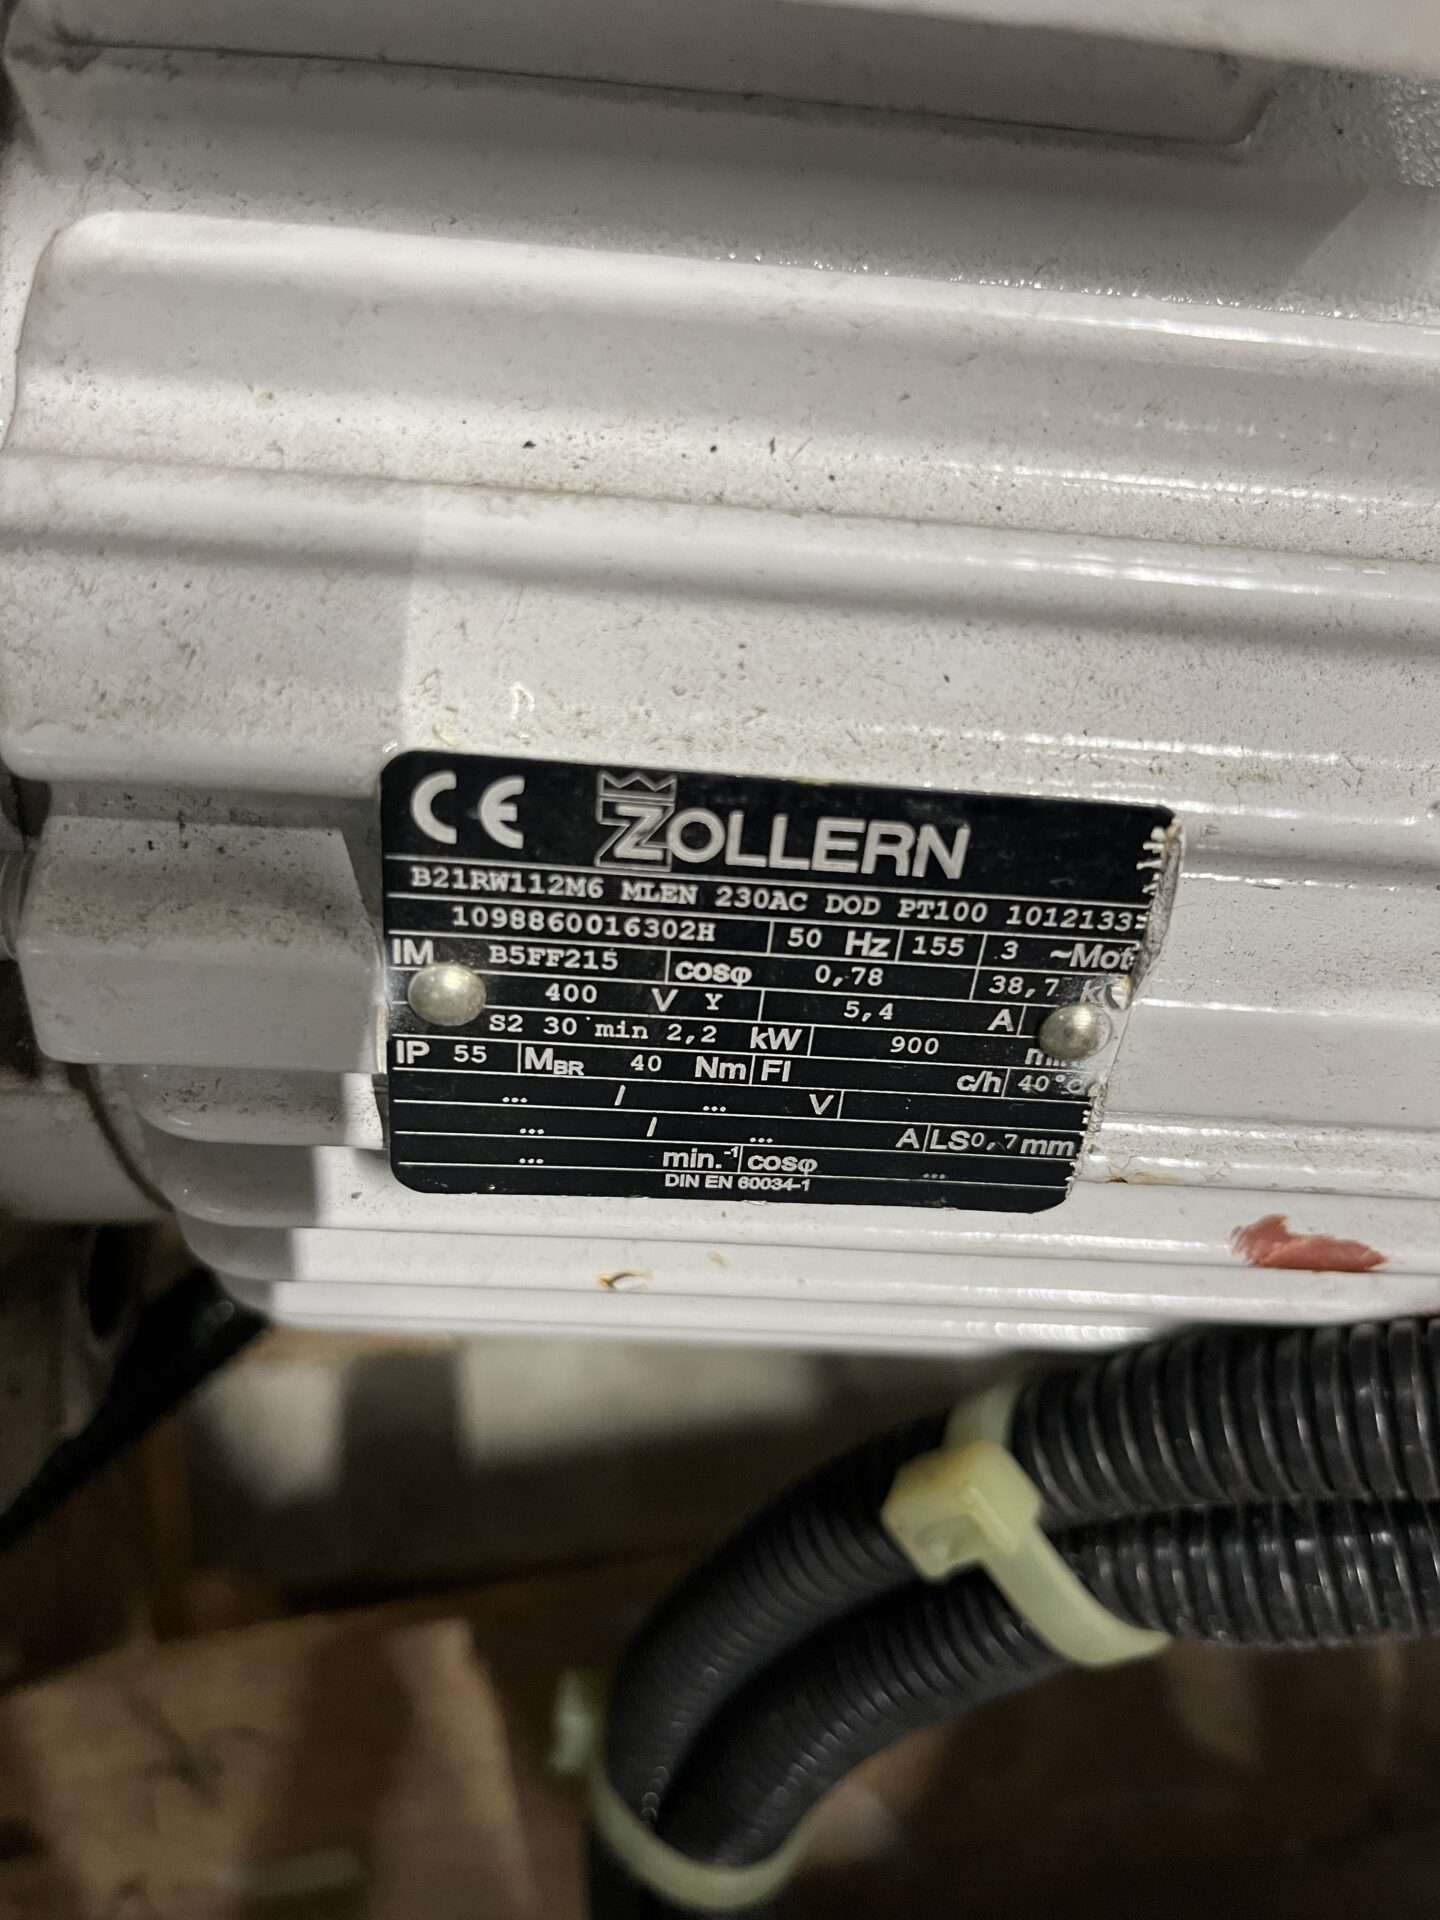 CE ZOLLERN
B21RW112M6 MLEN 230AC DOD PT100 1012133
1098860016302H 50 Hz 155 3 ~Mot
IM B5FF215 cosφ 0,78 38,7
400 V Y 5,4 A
S2 30 min 2,2 kW 900
IP 55 MBR 40 Nm FI c/h 40°C
... / ... V
... / ... A LS0,7mm
... min.-1 cosφ ...
DIN EN 60034-1